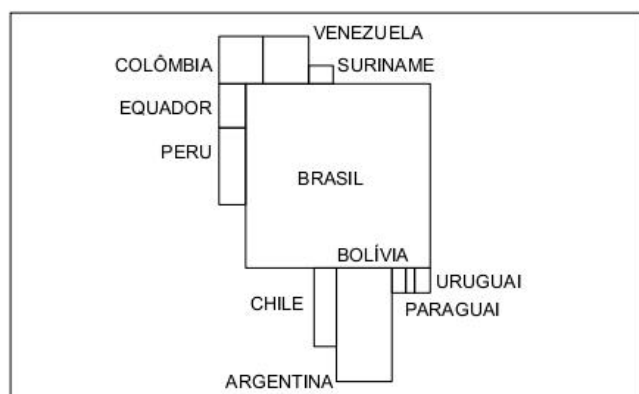 VENEZUELA
COLÔMBIA
SURINAME
EQUADOR
PERU
BRASIL
BOLÍVIA
URUGUAI
CHILE
PARAGUAI
ARGENTINA